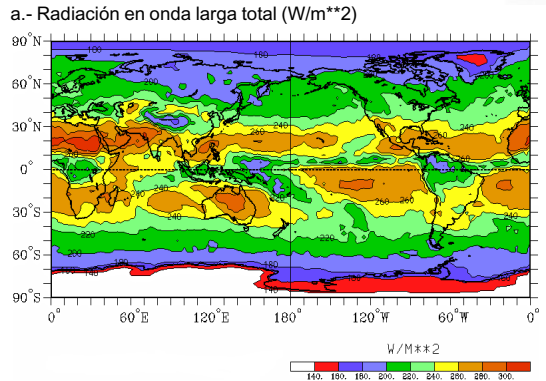 a.- Radiación en onda larga total (W/m**2)
90°N
60°N
30°N
0°
30°S
60°S
90°S
0° 60°E 120°E 180° 120°W 60°W 0°
W/M**2
140. 160. 180. 200. 220. 240. 260. 280. 300.